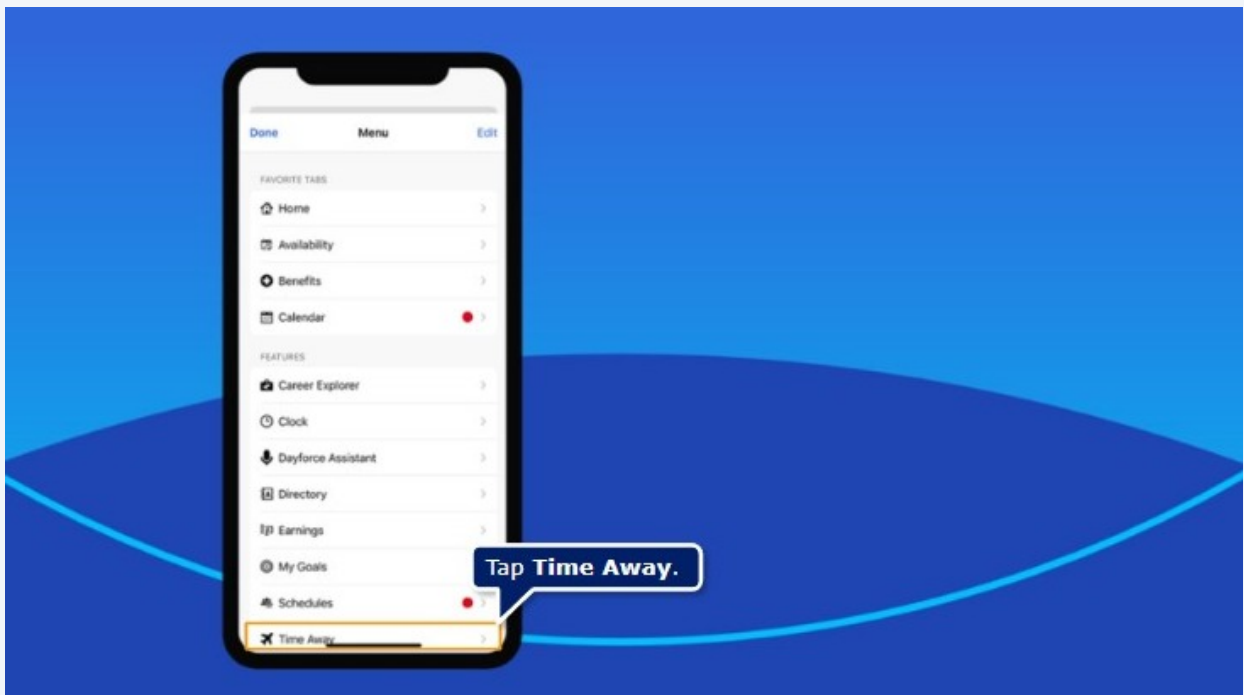 Done Menu Edit
FAVORITE TABS
Home
Availability
Benefits
Calendar
FEATURES
Career Explorer
Clock
Dayforce Assistant
Directory
Earnings
My Goals
Tap Time Away.
Schedules
Time Away